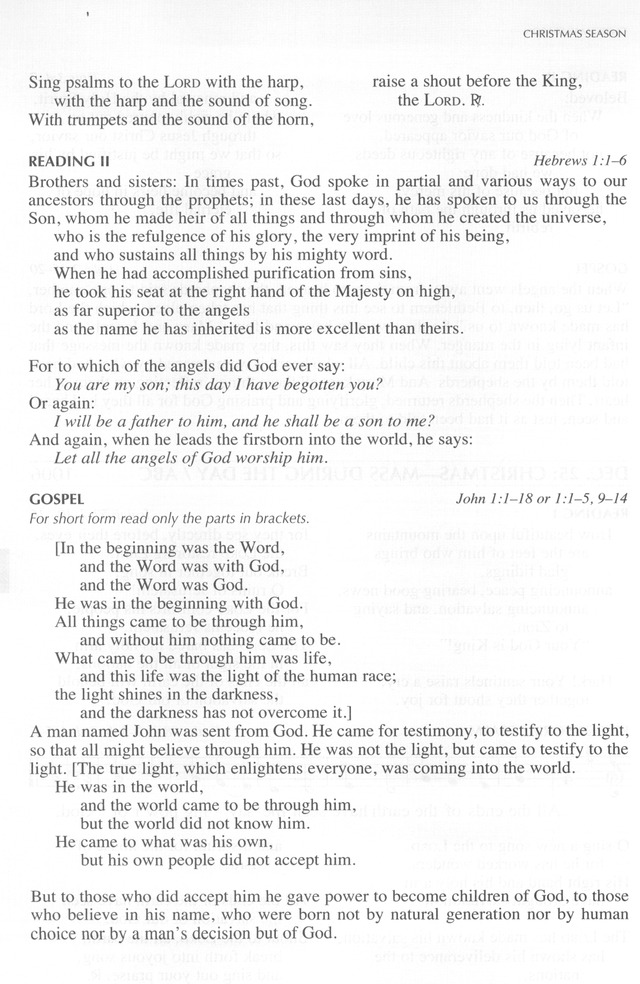 CHRISTMAS SEASON
Sing psalms to the LORD with the harp,
with the harp and the sound of song.
With trumpets and the sound of the horn,
raise a shout before the King,
the LORD. ℟.
READING II Hebrews 1:1–6
Brothers and sisters: In times past, God spoke in partial and various ways to our
ancestors through the prophets; in these last days, he has spoken to us through the
Son, whom he made heir of all things and through whom he created the universe,
who is the refulgence of his glory, the very imprint of his being,
and who sustains all things by his mighty word.
When he had accomplished purification from sins,
he took his seat at the right hand of the Majesty on high,
as far superior to the angels
as the name he has inherited is more excellent than theirs.
For to which of the angels did God ever say:
You are my son; this day I have begotten you?
Or again:
I will be a father to him, and he shall be a son to me?
And again, when he leads the firstborn into the world, he says:
Let all the angels of God worship him.
GOSPEL John 1:1–18 or 1:1–5, 9–14
For short form read only the parts in brackets.
[In the beginning was the Word,
and the Word was with God,
and the Word was God.
He was in the beginning with God.
All things came to be through him,
and without him nothing came to be.
What came to be through him was life,
and this life was the light of the human race;
the light shines in the darkness,
and the darkness has not overcome it.]
A man named John was sent from God. He came for testimony, to testify to the light,
so that all might believe through him. He was not the light, but came to testify to the
light. [The true light, which enlightens everyone, was coming into the world.
He was in the world,
and the world came to be through him,
but the world did not know him.
He came to what was his own,
but his own people did not accept him.
But to those who did accept him he gave power to become children of God, to those
who believe in his name, who were born not by natural generation nor by human
choice nor by a man's decision but of God.